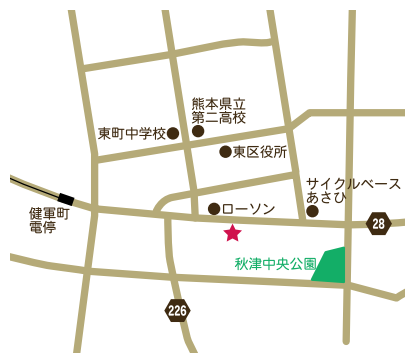 熊本県立
第二高校
東町中学校
東区役所
サイクルベース
あさひ
健軍町
電停
ローソン
28
秋津中央公園
226